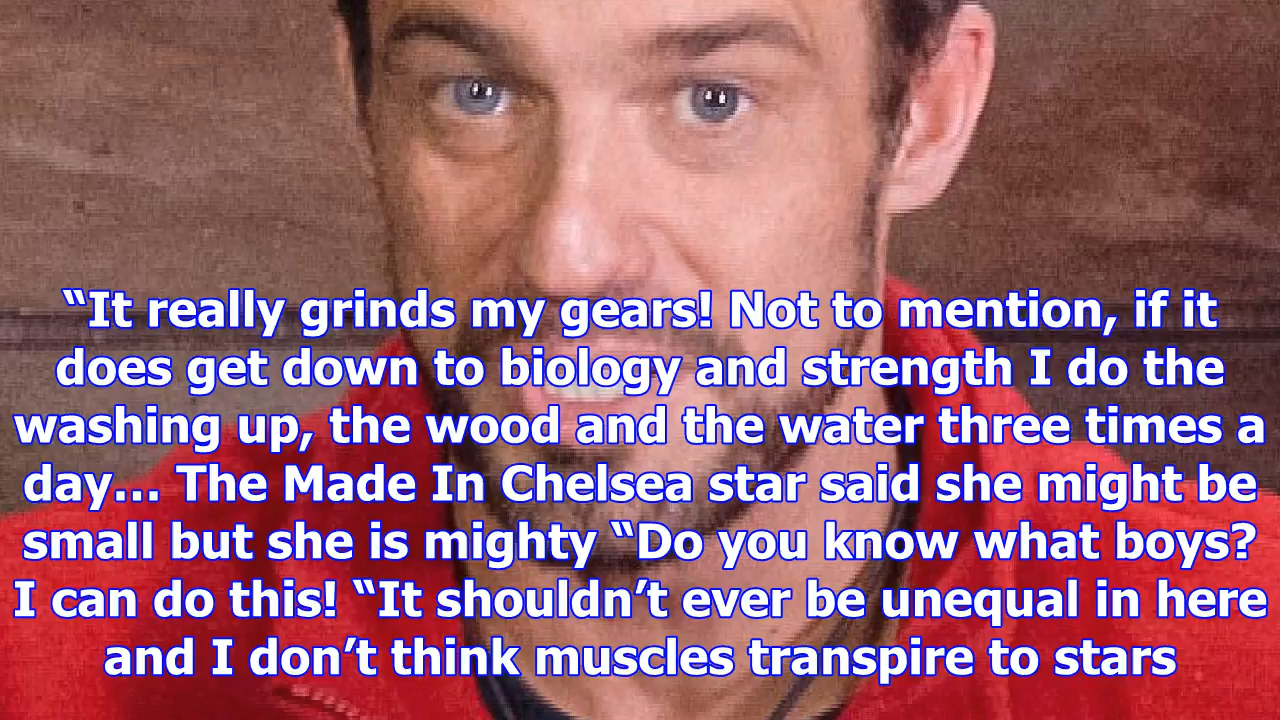 “It really grinds my gears! Not to mention, if it
does get down to biology and strength I do the
washing up, the wood and the water three times a
day... The Made In Chelsea star said she might be
small but she is mighty “Do you know what boys?
I can do this! “It shouldn’t ever be unequal in here
and I don’t think muscles transpire to stars